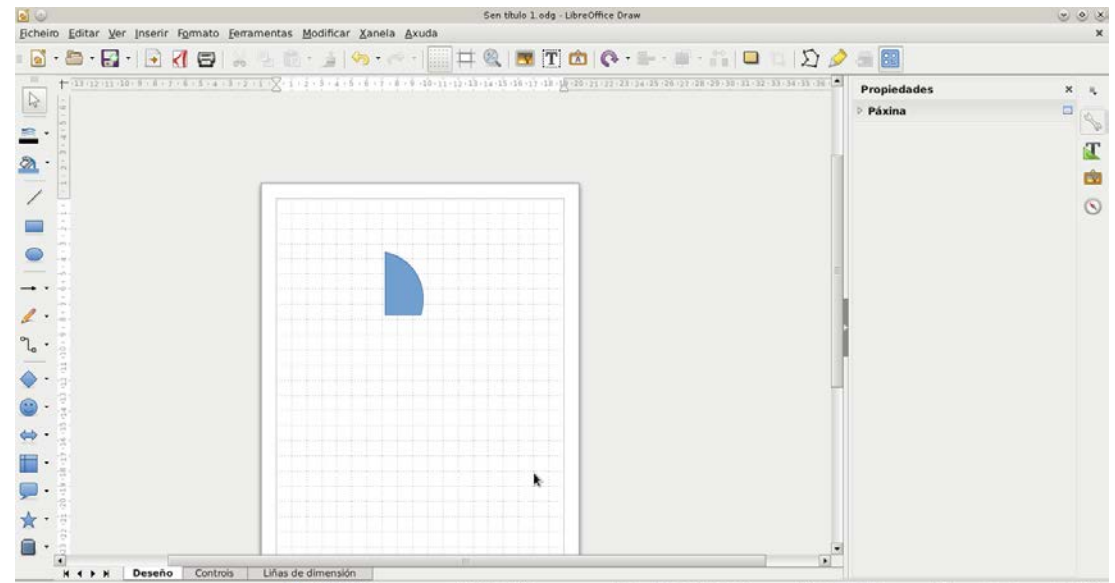 Sen título 1.odg - LibreOffice Draw
Ficheiro Editar Ver Inserir Formato Ferramentas Modificar Xanela Axuda
Propiedades
Páxina
Deseño Controis Liñas de dimensión